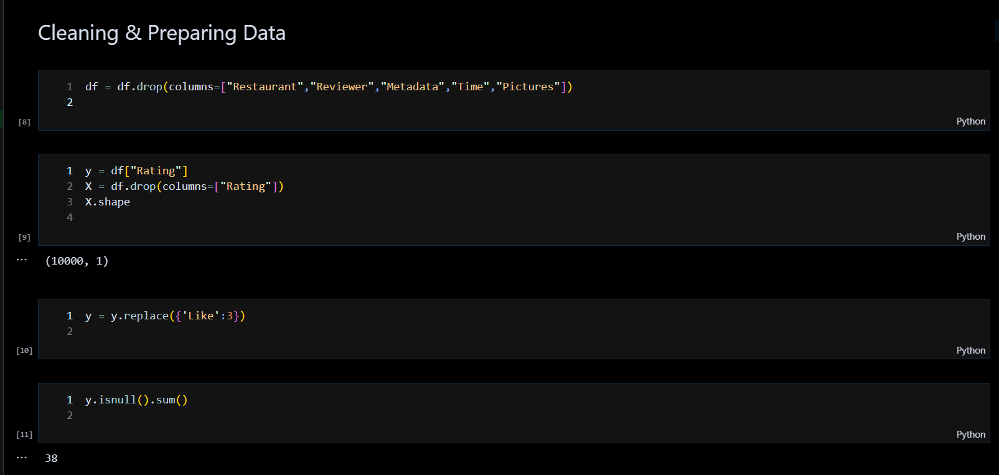 Cleaning & Preparing Data
1 df = df.drop(columns=["Restaurant","Reviewer","Metadata","Time","Pictures"])
2
[8]
Python
1 y = df["Rating"]
2 X = df.drop(columns=["Rating"])
3 X.shape
4
[9]
Python
... (10000, 1)
1 y = y.replace({'Like':3})
2
[10]
Python
1 y.isnull().sum()
2
[11]
Python
... 38